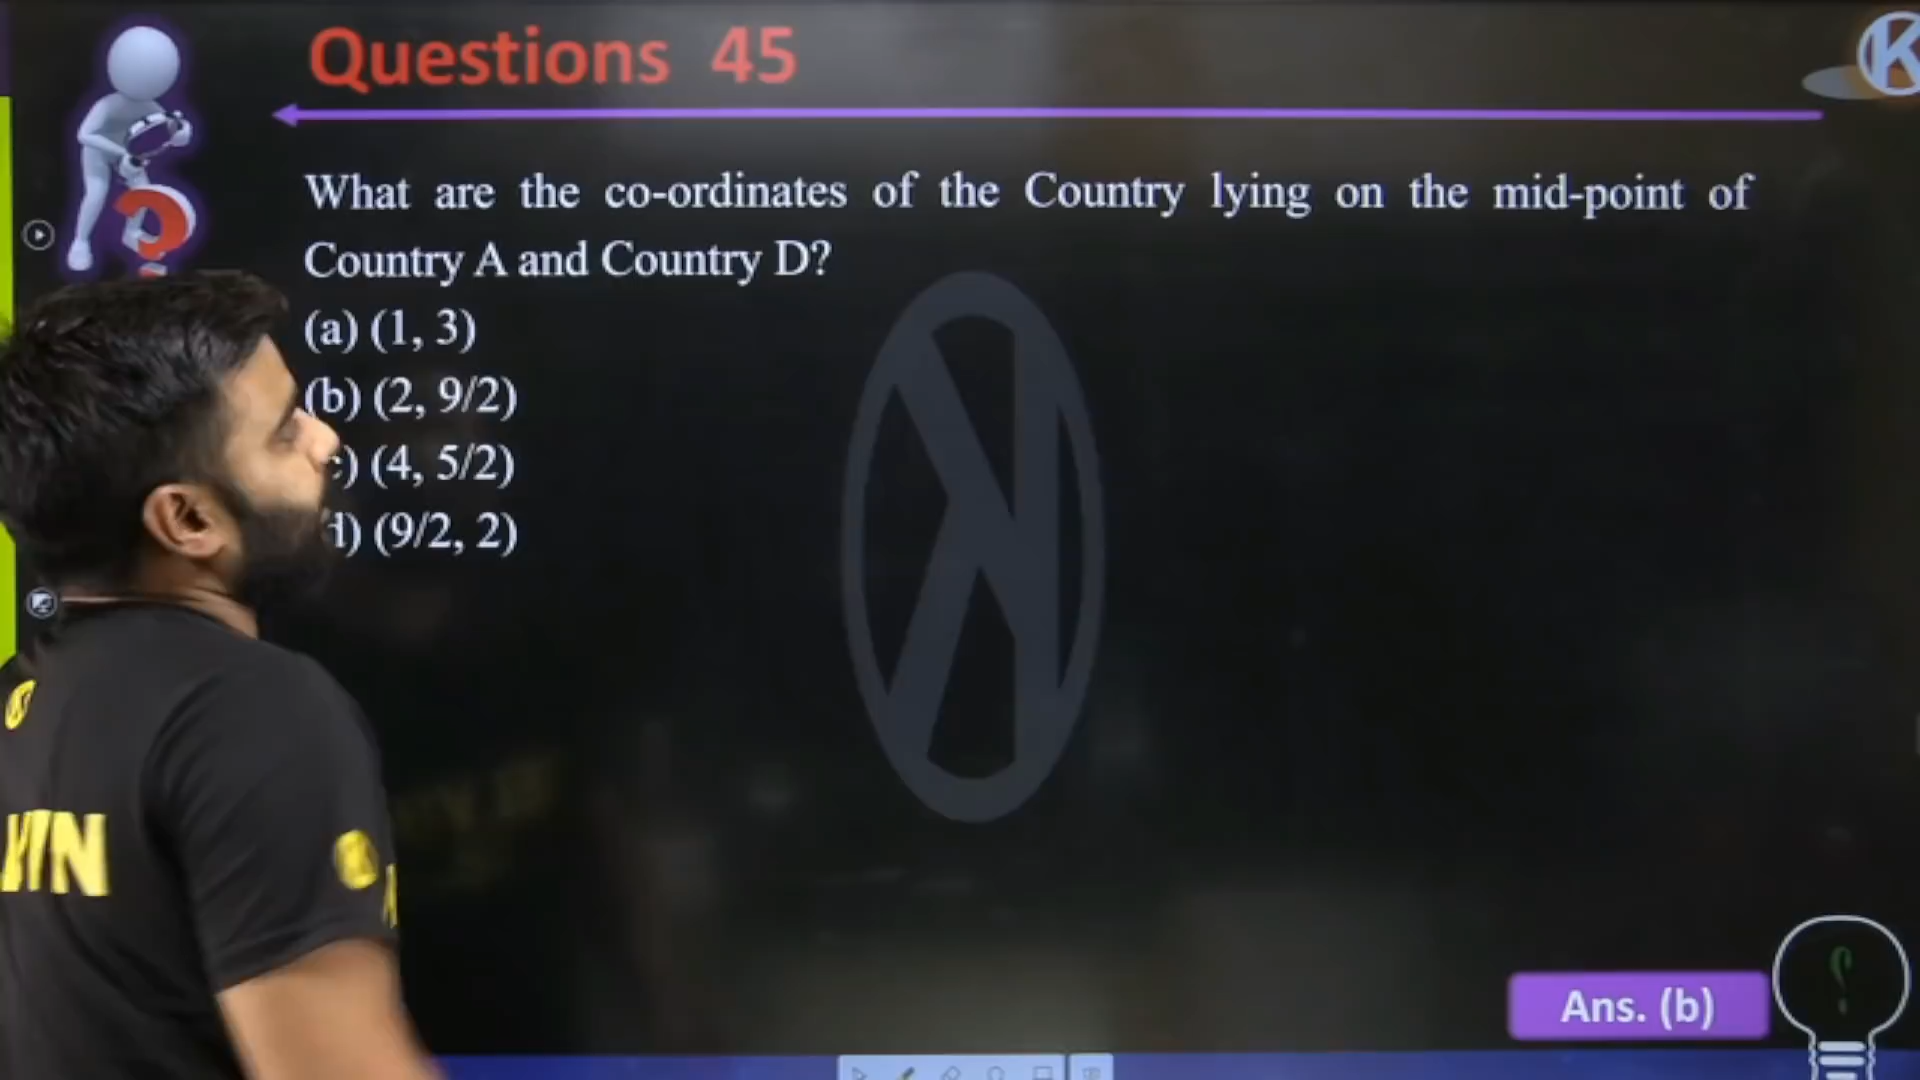 Questions 45
K
What are the co-ordinates of the Country lying on the mid-point of
Country A and Country D?
(a) (1, 3)
(b) (2, 9/2)
c) (4, 5/2)
d) (9/2, 2)
Ans. (b)